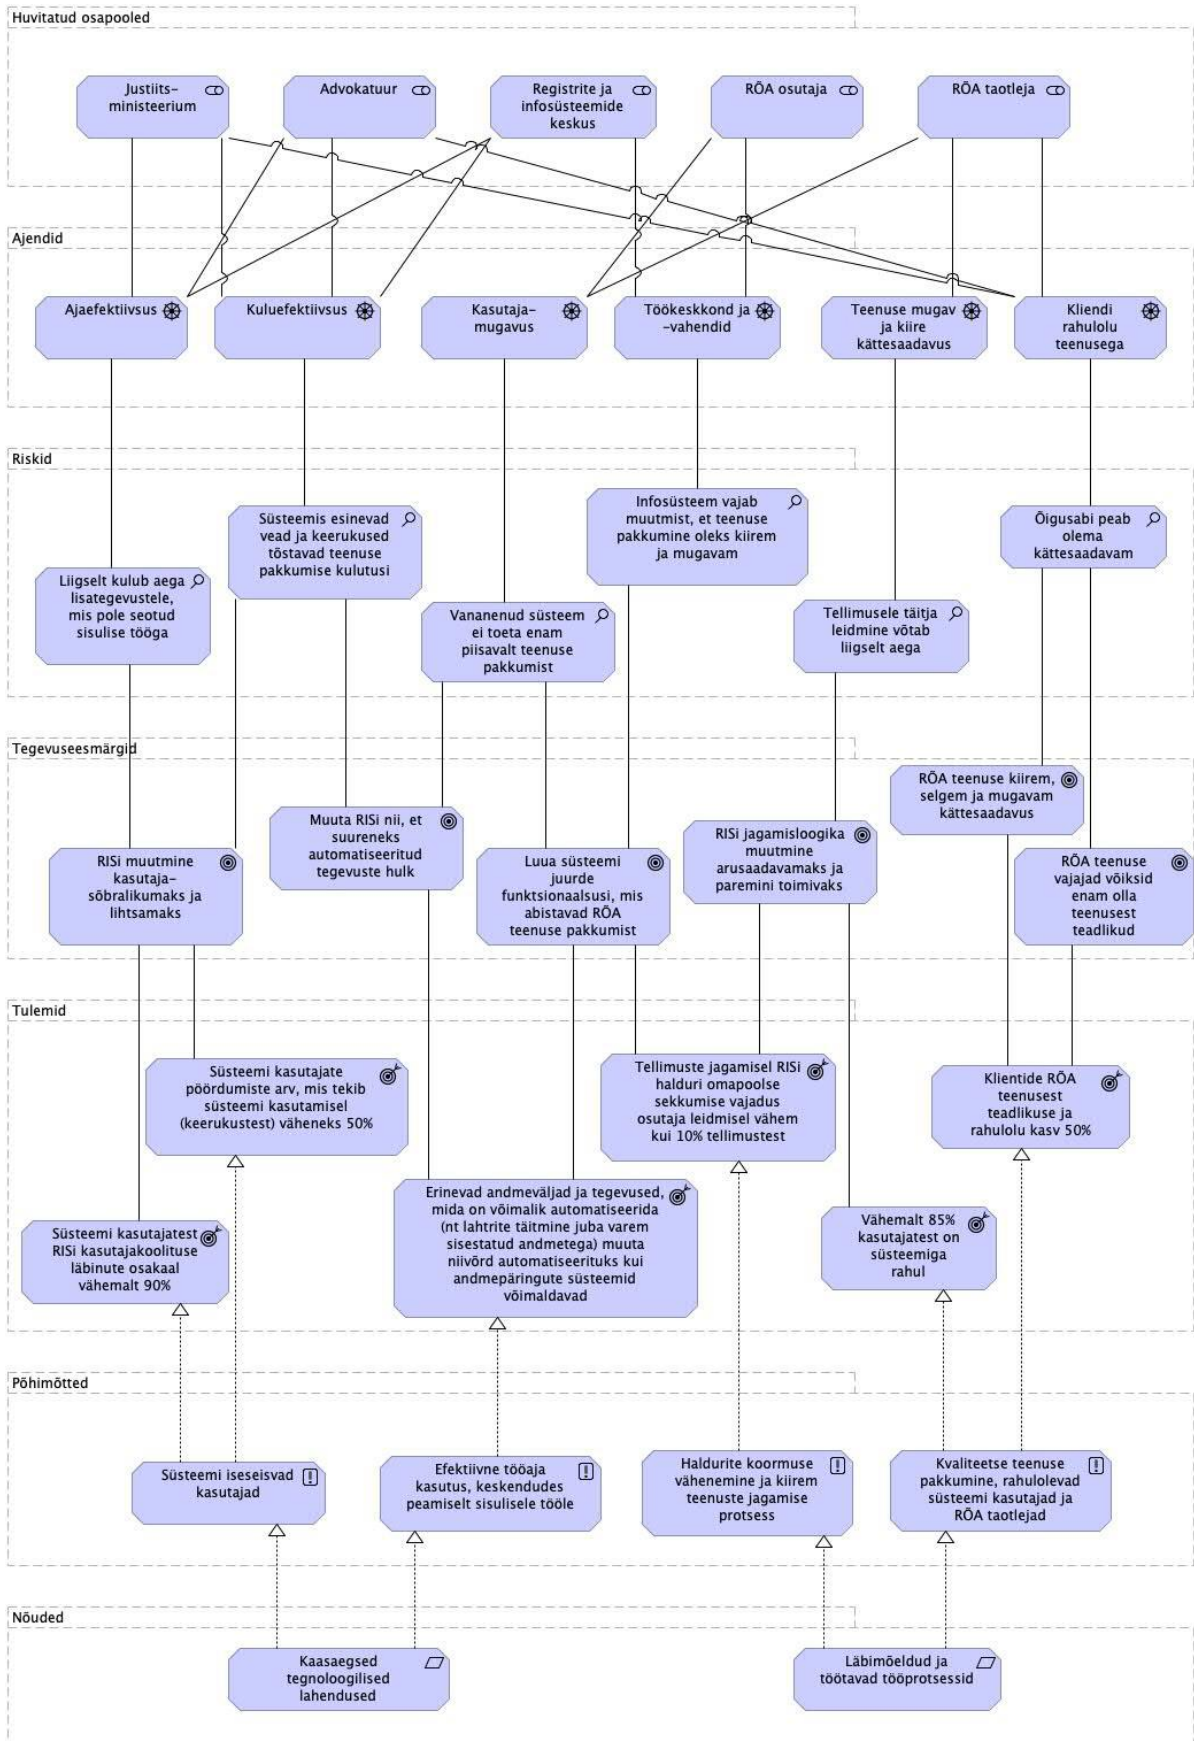 Huvitatud osapooled
Justiits-
ministeerium
Advokatuur
Registrite ja
infosüsteemide
keskus
RÕA osutaja
RÕA taotleja
Ajendid
Ajaefektiivsus
Kuluefektiivsus
Kasutaja-
mugavus
Töökeskkond ja
-vahendid
Teenuse mugav
ja kiire
kättesaadavus
Kliendi
rahulolu
teenusega
Riskid
Liigselt kulub aega
lisategevustele,
mis pole seotud
sisulise tööga
Süsteemis esinevad
vead ja keerukused
tõstavad teenuse
pakkumise kulutusi
Vananenud süsteem
ei toeta enam
piisavalt teenuse
pakkumist
Infosüsteem vajab
muutmist, et teenuse
pakkumine oleks kiirem
ja mugavam
Tellimusele täitja
leidmine võtab
liigselt aega
Õigusabi peab
olema
kättesaadavam
Tegevuseesmärgid
RISi muutmine
kasutaja-
sõbralikumaks ja
lihtsamaks
Muuta RISi nii, et
suureneks
automatiseeritud
tegevuste hulk
Luua süsteemi
juurde
funktsionaalsusi, mis
abistavad RÕA
teenuse pakkumist
RISi jagamisloogika
muutmine
arusaadavamaks ja
paremini toimivaks
RÕA teenuse kiirem,
selgem ja mugavam
kättesaadavus
RÕA teenuse
vajajad võiksid
enam olla
teenusest
teadlikud
Tulemid
Süsteemi kasutajate
pöördumiste arv, mis tekib
süsteemi kasutamisel
(keerukustest) väheneks 50%
Tellimuste jagamisel RISi
halduri omapoolse
sekkumise vajadus
osutaja leidmisel vähem
kui 10% tellimustest
Klientide RÕA
teenusest
teadlikuse ja
rahulolu kasv 50%
Süsteemi kasutajatest
RISi kasutajakoolituse
läbinute osakaal
vähemalt 90%
Erinevad andmeväljad ja tegevused,
mida on võimalik automatiseerida
(nt lahtrite täitmine juba varem
sisestatud andmetega) muuta
niivõrd automatiseerituks kui
andmepäringute süsteemid
võimaldavad
Vähemalt 85%
kasutajatest on
süsteemiga
rahul
Põhimõtted
Süsteemi iseseisvad
kasutajad
Efektiivne tööaja
kasutus, keskendudes
peamiselt sisulisele tööle
Haldurite koormuse
vähenemine ja kiirem
teenuste jagamise
protsess
Kvaliteetse teenuse
pakkumine, rahulolevad
süsteemi kasutajad ja
RÕA taotlejad
Nõuded
Kaasaegsed
tegnoloogilised
lahendused
Läbimõeldud ja
töötavad tööprotsessid